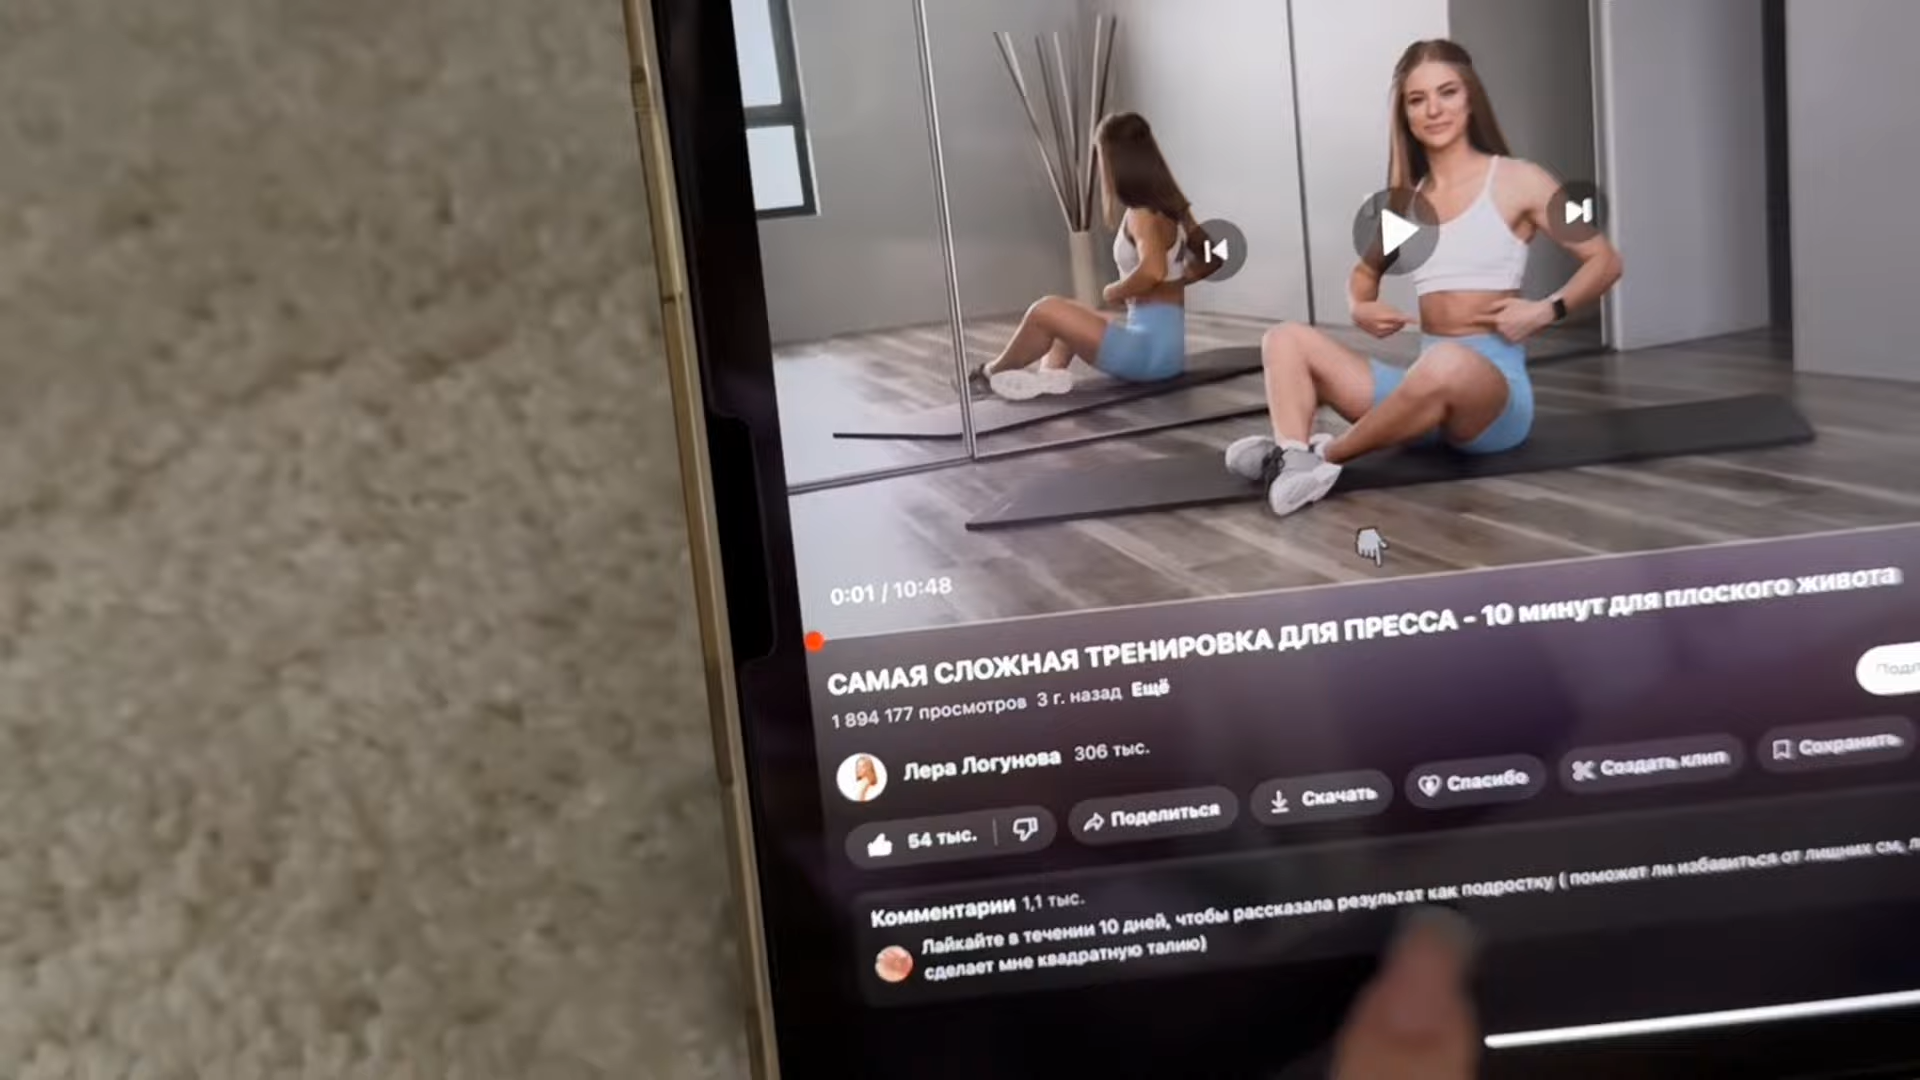 0:01 / 10:48
САМАЯ СЛОЖНАЯ ТРЕНИРОВКА ДЛЯ ПРЕССА - 10 минут для плоского живота
1 894 177 просмотров 3 г. назад Ещё
Лера Логунова 306 тыс.
54 тыс. Поделиться Скачать Спасибо Создать клип Сохранить
Комментарии 1,1 тыс.
Лайкайте в течении 10 дней, чтобы рассказала результат как подростку ( поможет ли избавиться от лишних см,
сделает мне квадратную талию)